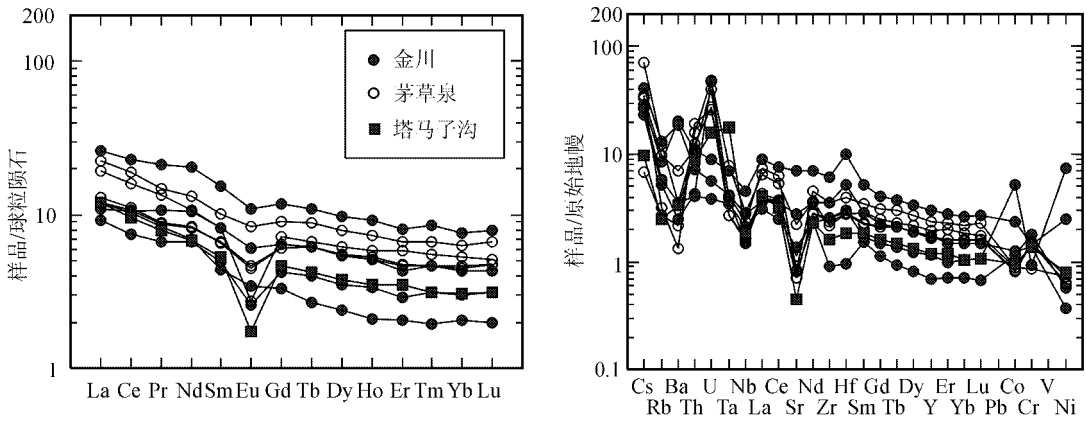 200
100
10
1
样品/球粒陨石
金川
茅草泉
塔马了沟
La Ce Pr Nd Sm Eu Gd Tb Dy Ho Er Tm Yb Lu
200
100
10
1
0.1
样品/原始地幔
Cs Ba U Nb Ce Nd Hf Gd Dy Er Lu Co V
Rb Th Ta La Sr Zr Sm Tb Y Yb Pb Cr Ni